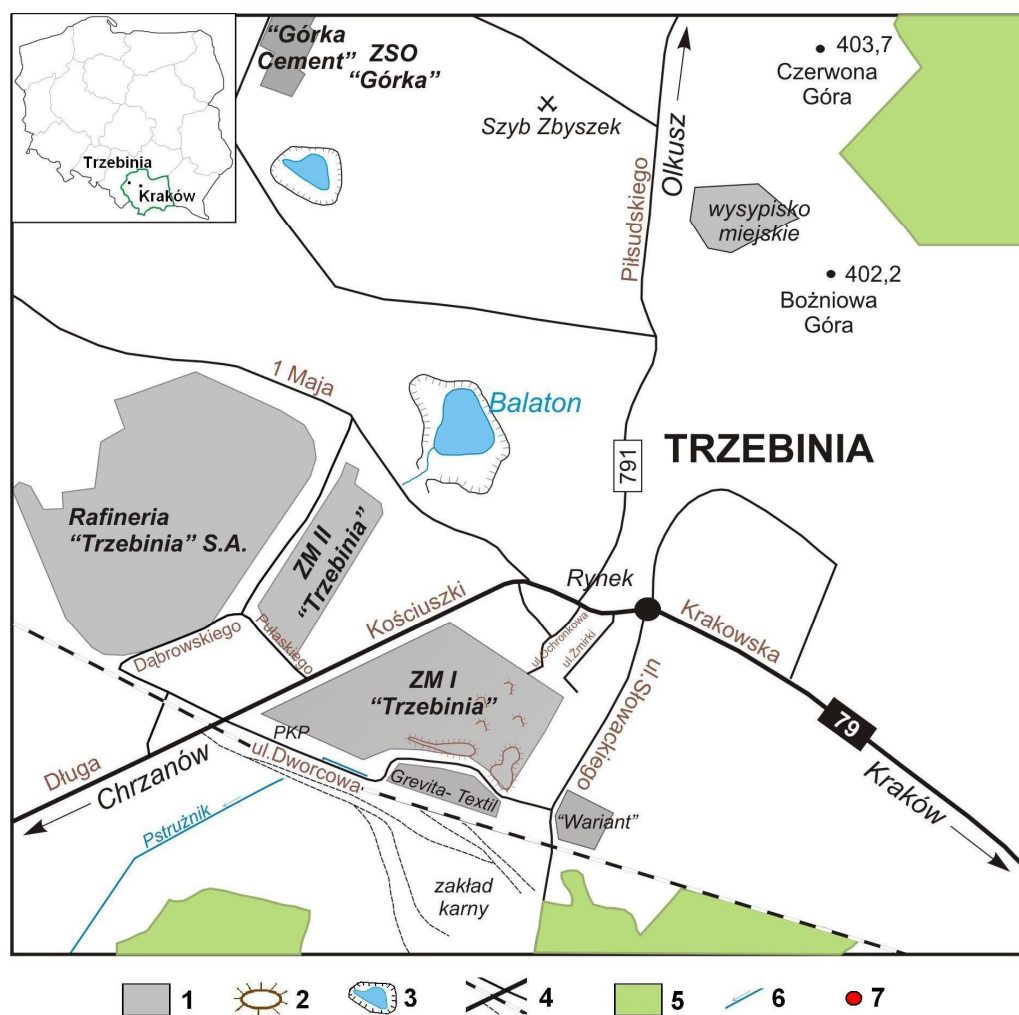 Trzebinia
Kraków
“Górka
Cement”
ZSO
“Górka”
Szyb Zbyszek
Olkusz
Piłsudskiego
403,7
Czerwona
Góra
wysypisko
miejskie
402,2
Bożniowa
Góra
1 Maja
Balaton
791
TRZEBINIA
Rafineria
“Trzebinia” S.A.
ZM II
“Trzebinia”
Kościuszki
Rynek
Krakowska
ul.Ochronkowa
ul.Żmirki
Dąbrowskiego
Pułaskiego
ZM I
“Trzebinia”
ul.Słowackiego
79
Kraków
PKP
ul.Dworcowa
Długa
Chrzanów
Grevita- Textil
“Wariant”
Pstrużnik
zakład
karny
1 2 3 4 5 6 7